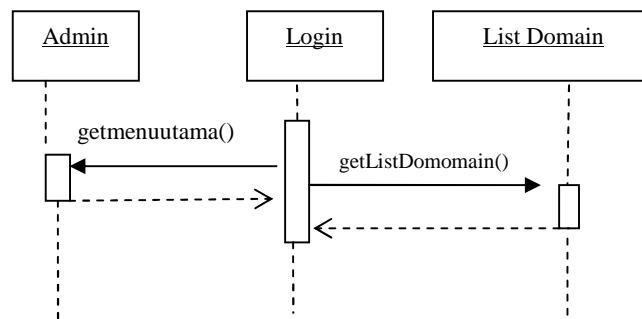 Admin
Login
List Domain
getmenuutama()
getListDomomain()